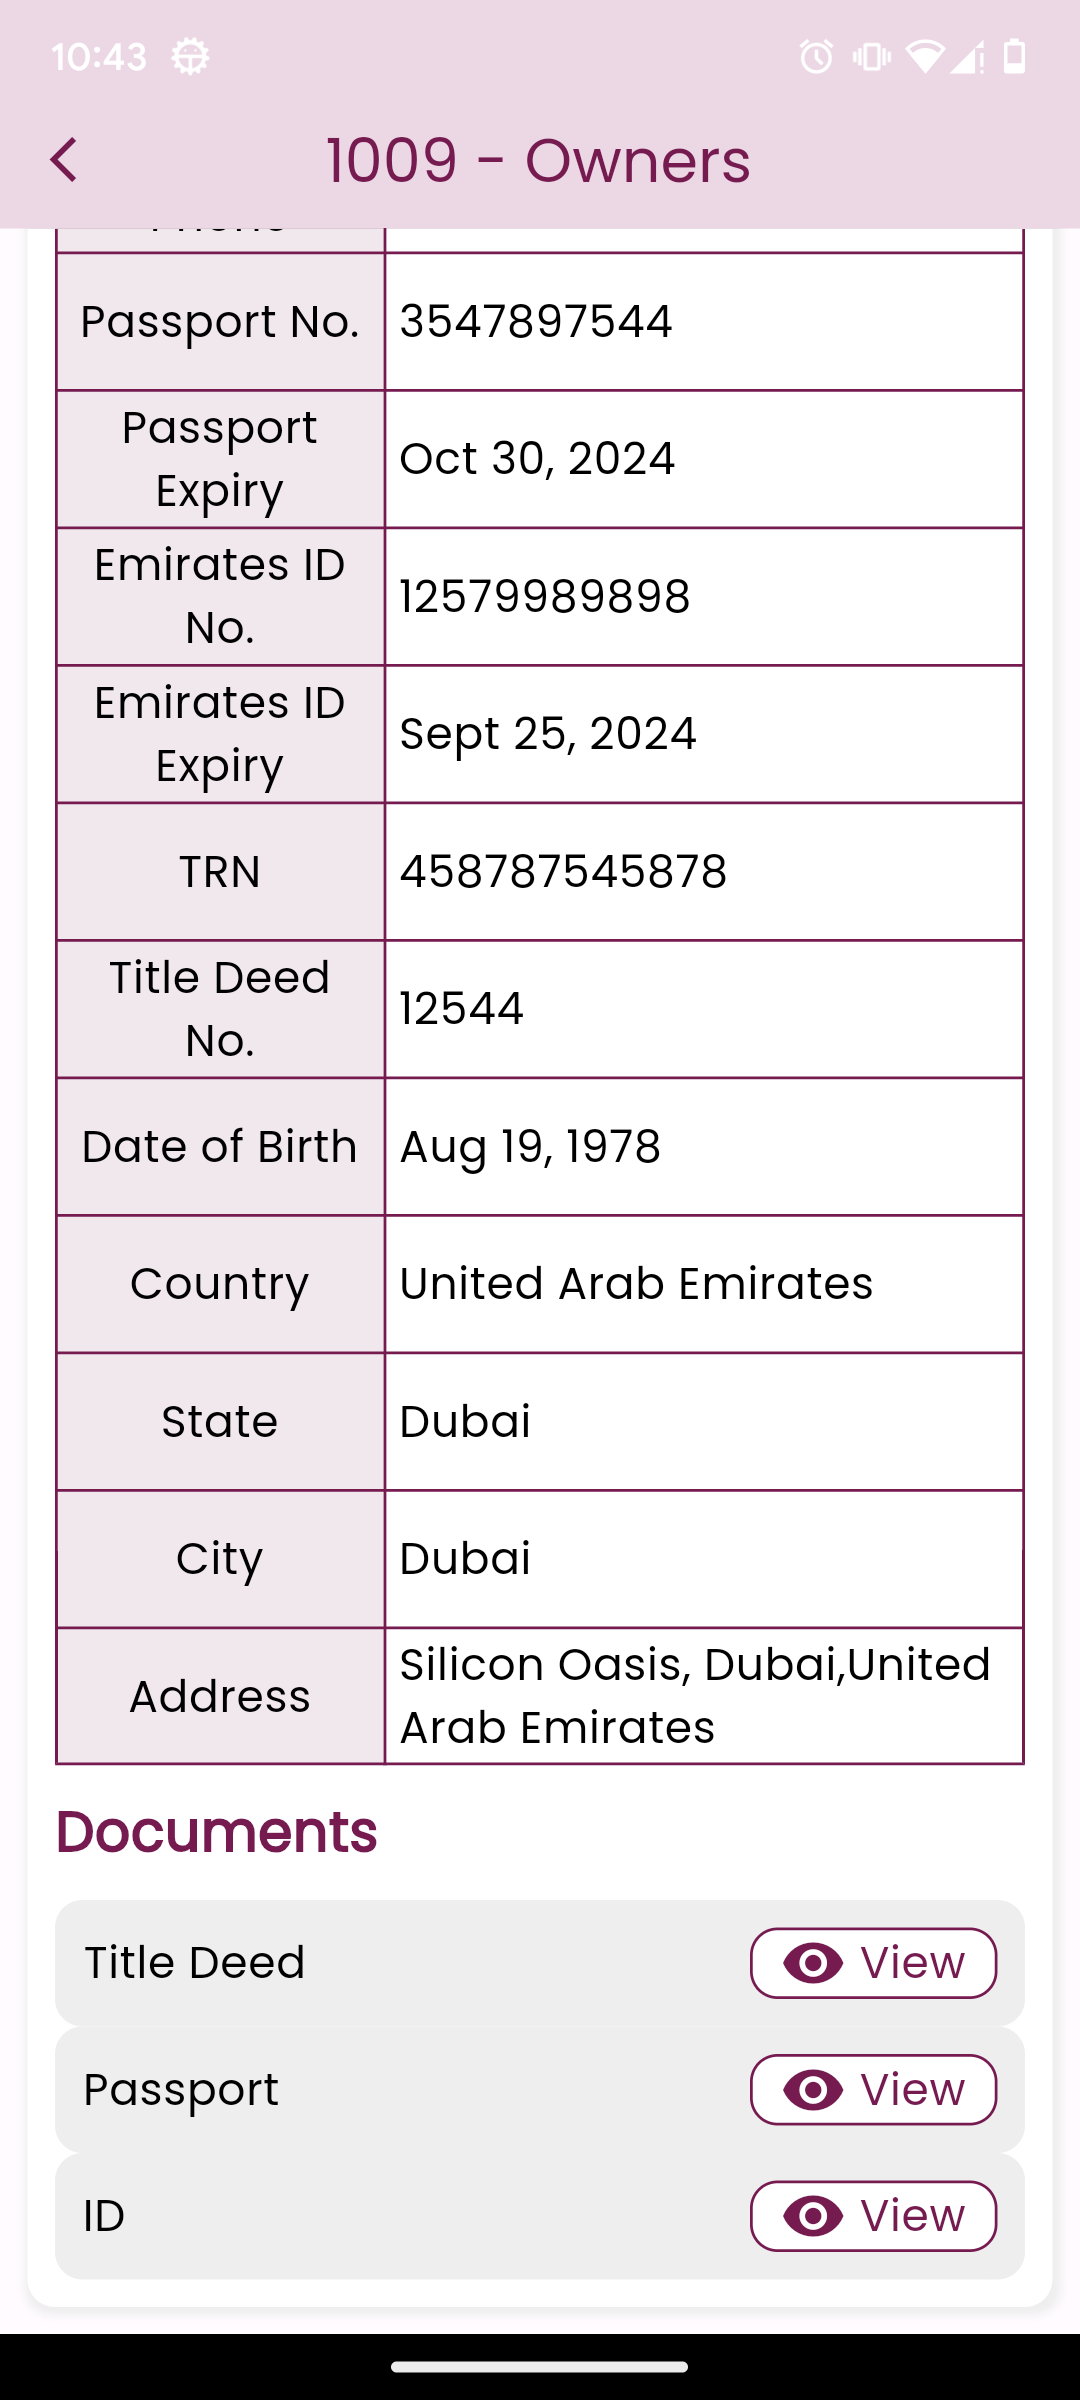 10:43
1009 - Owners
Passport No.
3547897544
Passport
Expiry
Oct 30, 2024
Emirates ID
No.
12579989898
Emirates ID
Expiry
Sept 25, 2024
TRN
458787545878
Title Deed
No.
12544
Date of Birth
Aug 19, 1978
Country
United Arab Emirates
State
Dubai
City
Dubai
Address
Silicon Oasis, Dubai,United
Arab Emirates
Documents
Title Deed
View
Passport
View
ID
View